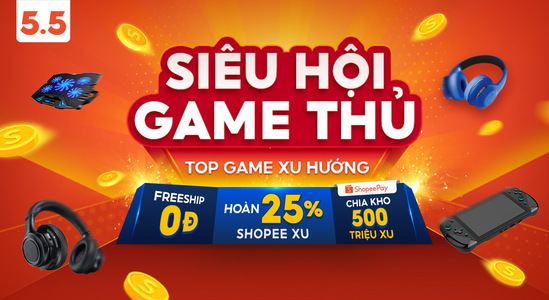 5.5
SIÊU HỘI
GAME THỦ
TOP GAME XU HƯỚNG
FREESHIP
0Đ
HOÀN 25%
SHOPEE XU
ShopeePay
CHIA KHO
500
TRIỆU XU